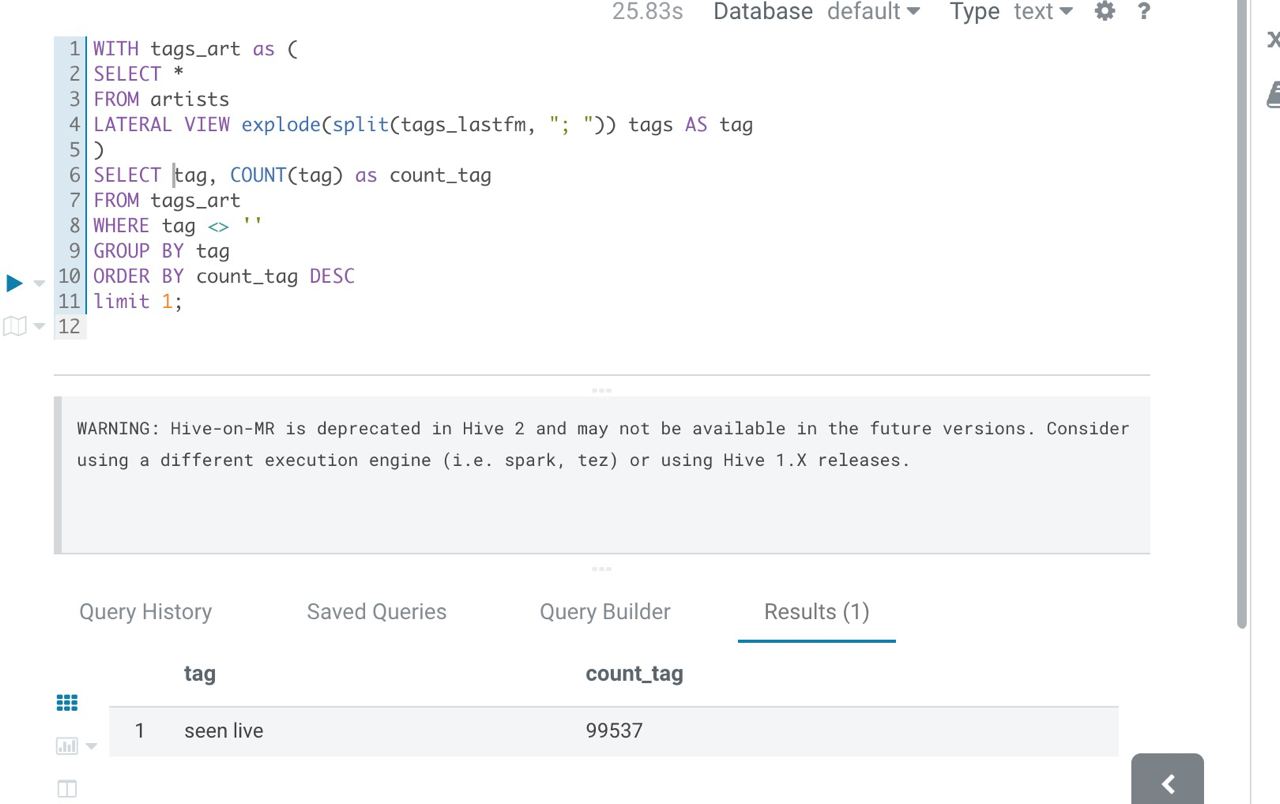 25.83s Database default Type text ?
1 WITH tags_art as (
2 SELECT *
3 FROM artists
4 LATERAL VIEW explode(split(tags_lastfm, "; ")) tags AS tag
5 )
6 SELECT tag, COUNT(tag) as count_tag
7 FROM tags_art
8 WHERE tag <> ''
9 GROUP BY tag
10 ORDER BY count_tag DESC
11 limit 1;
12
WARNING: Hive-on-MR is deprecated in Hive 2 and may not be available in the future versions. Consider
using a different execution engine (i.e. spark, tez) or using Hive 1.X releases.
Query History Saved Queries Query Builder Results (1)
tag count_tag
1 seen live 99537